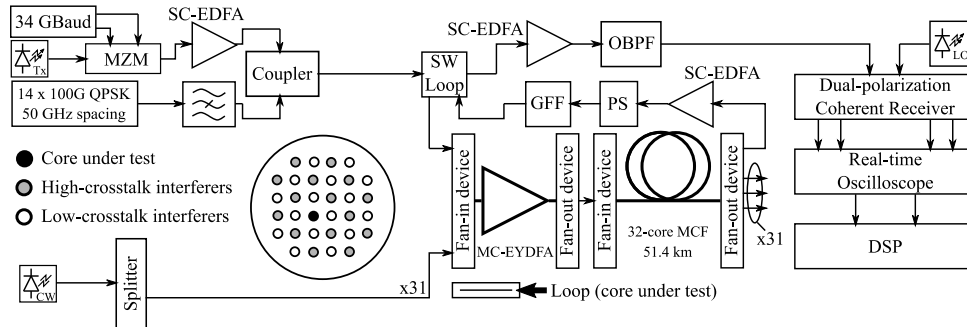 34 GBaud
Tx
MZM
SC-EDFA
14 x 100G QPSK
50 GHz spacing
Coupler
SW
Loop
SC-EDFA
OBPF
GFF
PS
SC-EDFA
LO
Dual-polarization
Coherent Receiver
Real-time
Oscilloscope
DSP
Core under test
High-crosstalk interferers
Low-crosstalk interferers
Fan-in device
MC-EYDFA
Fan-out device
Fan-in device
32-core MCF
51.4 km
Fan-out device
x31
CW
Splitter
x31
Loop (core under test)